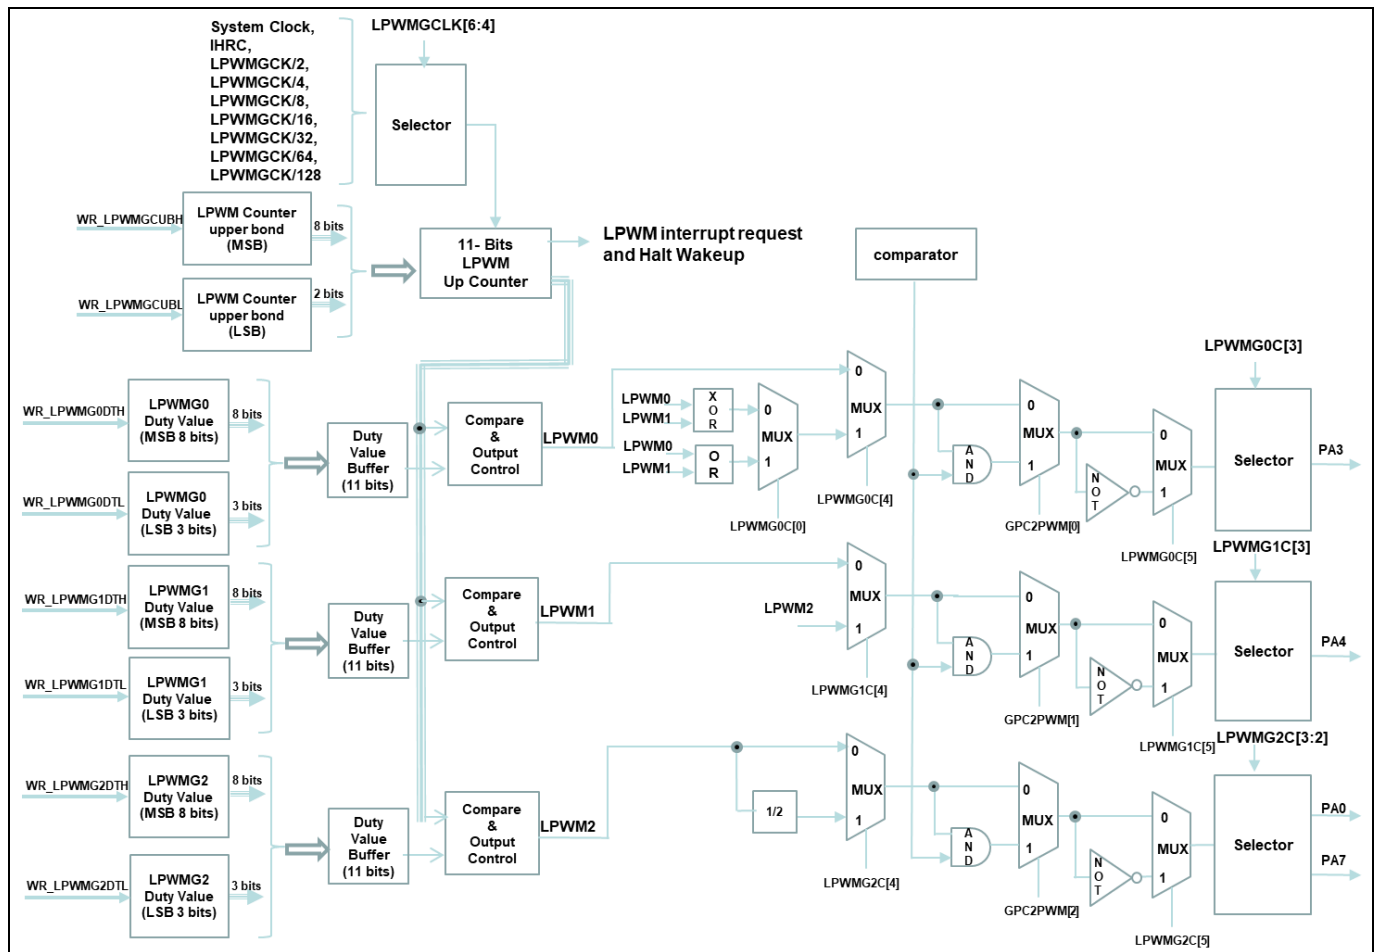 System Clock,
IHRC,
LPWMGCK/2,
LPWMGCK/4,
LPWMGCK/8,
LPWMGCK/16,
LPWMGCK/32,
LPWMGCK/64,
LPWMGCK/128
LPWMGCLK[6:4]
Selector
WR_LPWMGCUBH
LPWM Counter
upper bond
(MSB)
8 bits
WR_LPWMGCUBL
LPWM Counter
upper bond
(LSB)
2 bits
11- Bits
LPWM
Up Counter
LPWM interrupt request
and Halt Wakeup
comparator
WR_LPWMG0DTH
LPWMG0
Duty Value
(MSB 8 bits)
8 bits
WR_LPWMG0DTL
LPWMG0
Duty Value
(LSB 3 bits)
3 bits
Duty
Value
Buffer
(11 bits)
Compare
&
Output
Control
LPWM0
LPWM0
LPWM1
X
O
R
LPWM0
LPWM1
O
R
0
MUX
1
LPWMG0C[0]
0
MUX
1
LPWMG0C[4]
A
N
D
0
MUX
1
GPC2PWM[0]
N
O
T
0
MUX
1
LPWMG0C[5]
LPWMG0C[3]
Selector
PA3
WR_LPWMG1DTH
LPWMG1
Duty Value
(MSB 8 bits)
8 bits
WR_LPWMG1DTL
LPWMG1
Duty Value
(LSB 3 bits)
3 bits
Duty
Value
Buffer
(11 bits)
Compare
&
Output
Control
LPWM1
LPWM2
0
MUX
1
LPWMG1C[4]
A
N
D
0
MUX
1
GPC2PWM[1]
N
O
T
0
MUX
1
LPWMG1C[5]
LPWMG1C[3]
Selector
PA4
WR_LPWMG2DTH
LPWMG2
Duty Value
(MSB 8 bits)
8 bits
WR_LPWMG2DTL
LPWMG2
Duty Value
(LSB 3 bits)
3 bits
Duty
Value
Buffer
(11 bits)
Compare
&
Output
Control
LPWM2
1/2
0
MUX
1
LPWMG2C[4]
A
N
D
0
MUX
1
GPC2PWM[2]
N
O
T
0
MUX
1
LPWMG2C[5]
LPWMG2C[3:2]
Selector
PA0
PA7